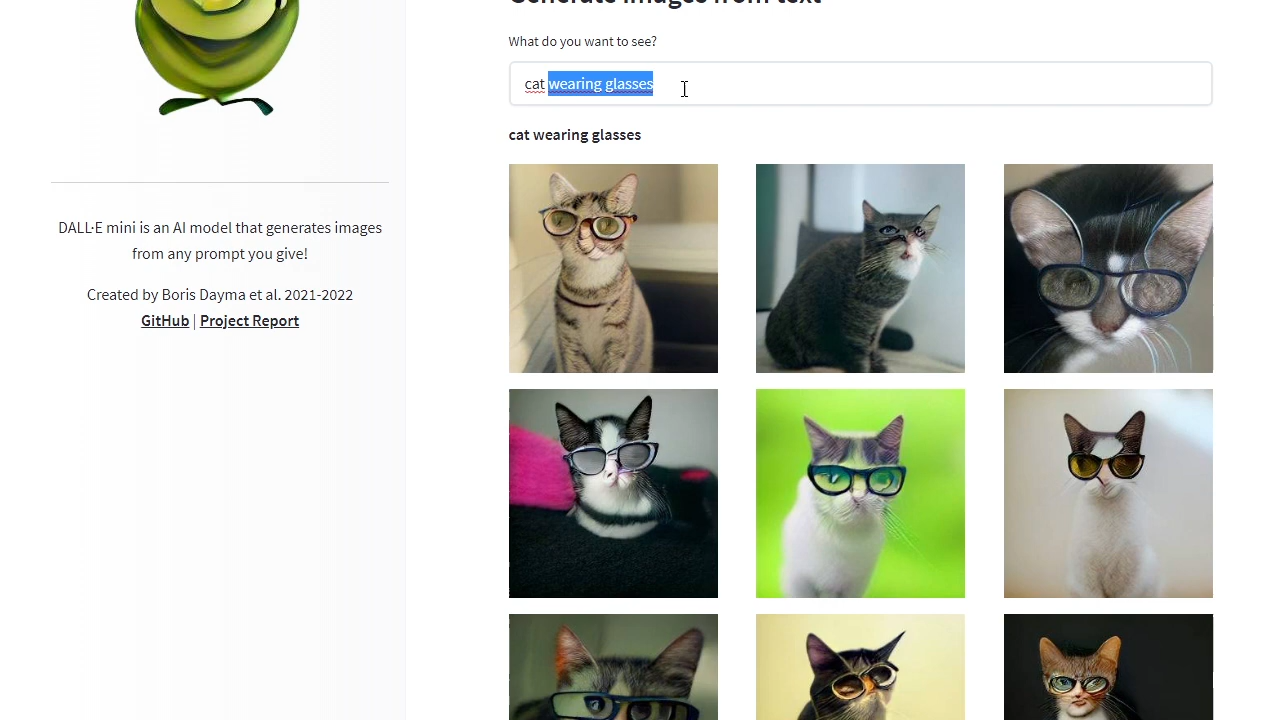 Generate images from text
What do you want to see?
cat wearing glasses
cat wearing glasses
DALL·E mini is an AI model that generates images
from any prompt you give!
Created by Boris Dayma et al. 2021-2022
GitHub | Project Report